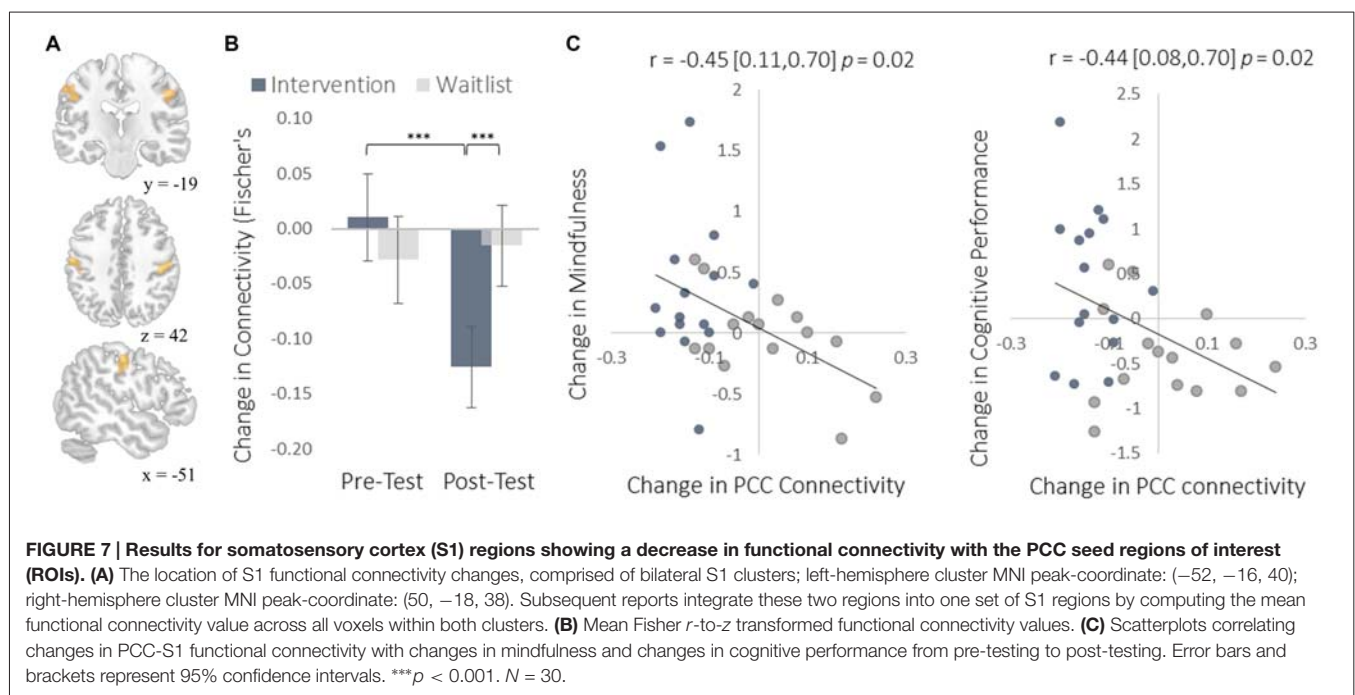 A
y = -19
z = 42
x = -51
B
Intervention Waitlist
Change in Connectivity (Fischer's
0.10
0.05
0.00
-0.05
-0.10
-0.15
-0.20
*** ***
Pre-Test Post-Test
C
r = -0.45 [0.11,0.70] p = 0.02
Change in Mindfulness
2
1.5
1
0.5
0
-0.3 -0.1 0.1 0.3
-0.5
-1
Change in PCC Connectivity
r = -0.44 [0.08,0.70] p = 0.02
Change in Cognitive Performance
2.5
2
1.5
1
0.5
0
-0.3 -0.1 0.1 0.3
-0.5
-1
-1.5
Change in PCC connectivity
FIGURE 7 | Results for somatosensory cortex (S1) regions showing a decrease in functional connectivity with the PCC seed regions of interest
(ROIs). (A) The location of S1 functional connectivity changes, comprised of bilateral S1 clusters; left-hemisphere cluster MNI peak-coordinate: (−52, −16, 40);
right-hemisphere cluster MNI peak-coordinate: (50, −18, 38). Subsequent reports integrate these two regions into one set of S1 regions by computing the mean
functional connectivity value across all voxels within both clusters. (B) Mean Fisher r-to-z transformed functional connectivity values. (C) Scatterplots correlating
changes in PCC-S1 functional connectivity with changes in mindfulness and changes in cognitive performance from pre-testing to post-testing. Error bars and
brackets represent 95% confidence intervals. ***p < 0.001. N = 30.